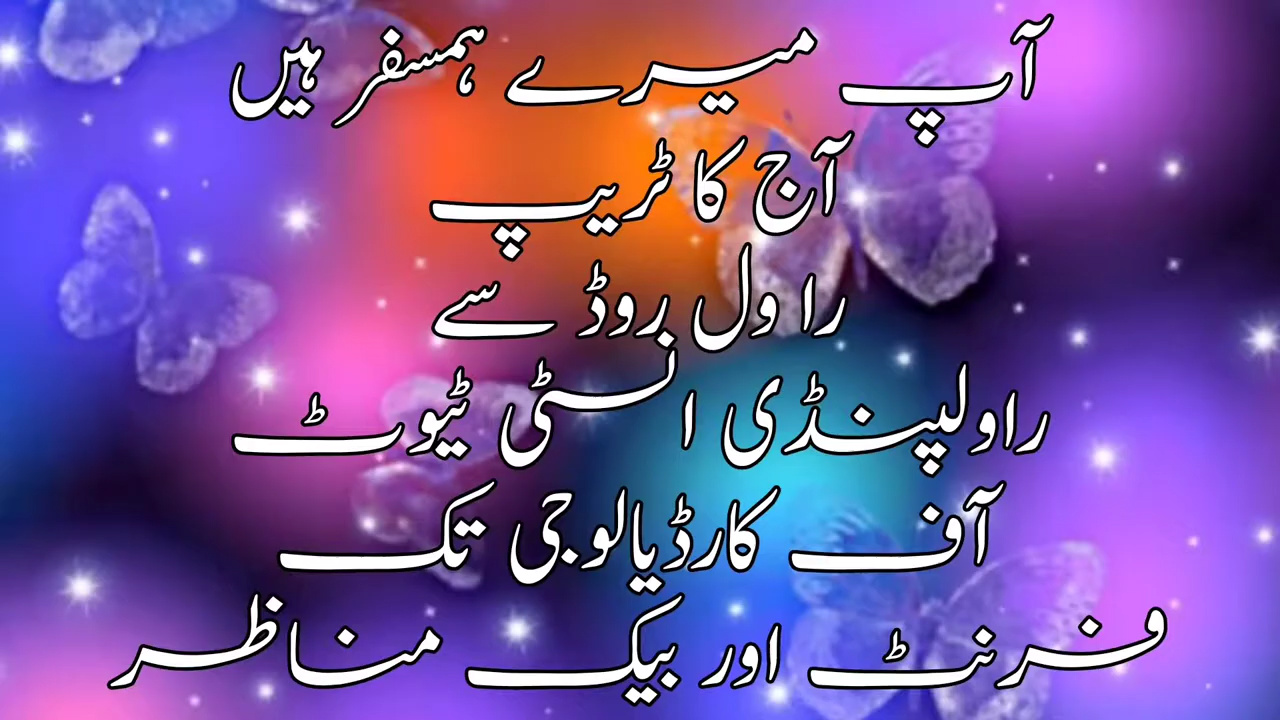 آپ میرے ہمسفر ہیں
آج کا ٹریپ
راول روڈ سے
راولپنڈی انسٹی ٹیوٹ
آف کارڈیالوجی تک
فرنٹ اور بیک مناظر